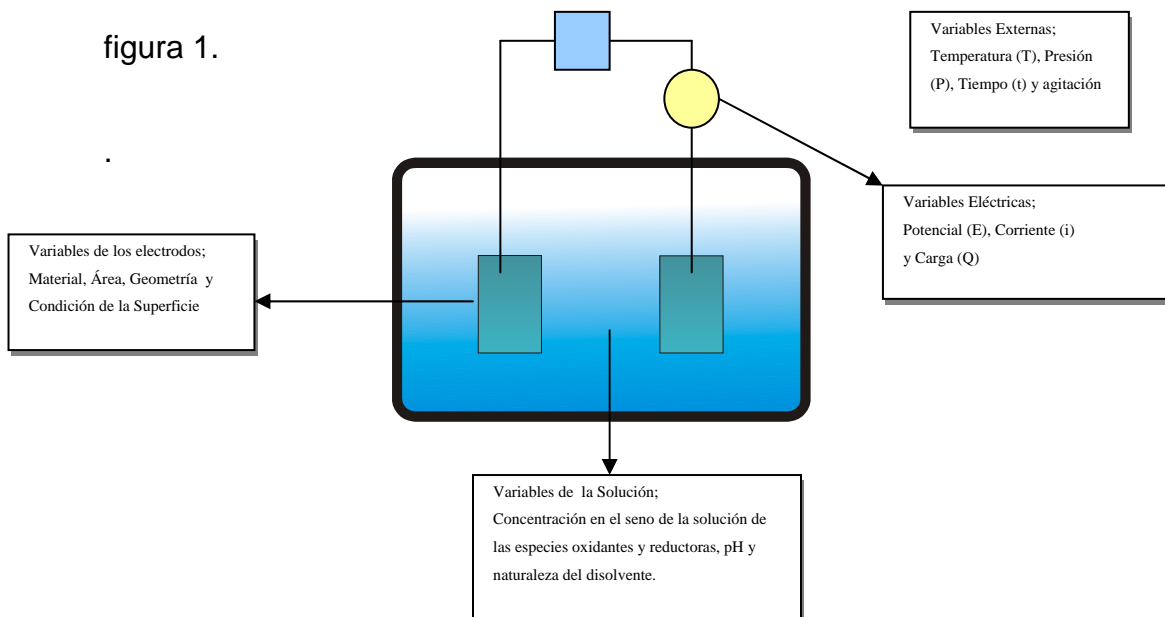 figura 1.
.
Variables Externas;
Temperatura (T), Presión
(P), Tiempo (t) y agitación
Variables Eléctricas;
Potencial (E), Corriente (i)
y Carga (Q)
Variables de los electrodos;
Material, Área, Geometría y
Condición de la Superficie
Variables de la Solución;
Concentración en el seno de la solución de
las especies oxidantes y reductoras, pH y
naturaleza del disolvente.